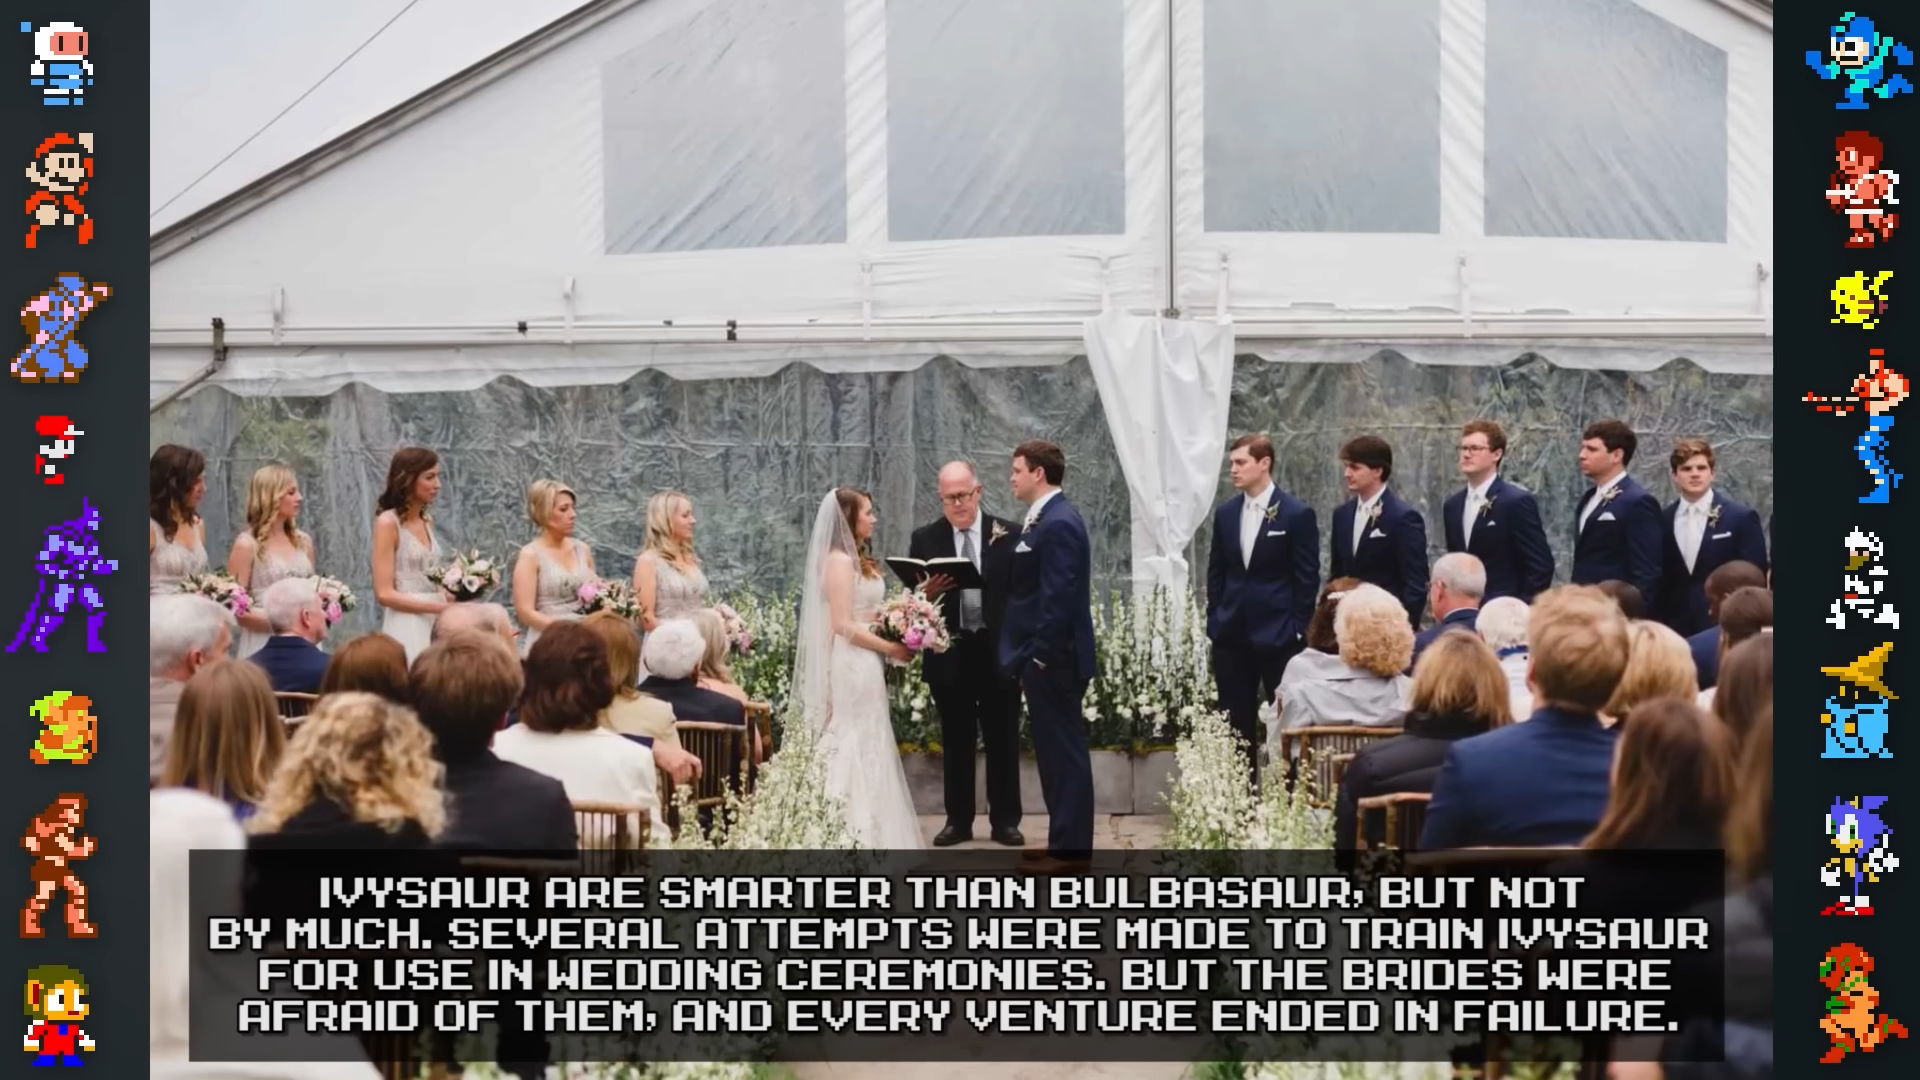 IVYSAUR ARE SMARTER THAN BULBASAUR, BUT NOT
BY MUCH. SEVERAL ATTEMPTS WERE MADE TO TRAIN IVYSAUR
FOR USE IN WEDDING CEREMONIES. BUT THE BRIDES WERE
AFRAID OF THEM, AND EVERY VENTURE ENDED IN FAILURE.